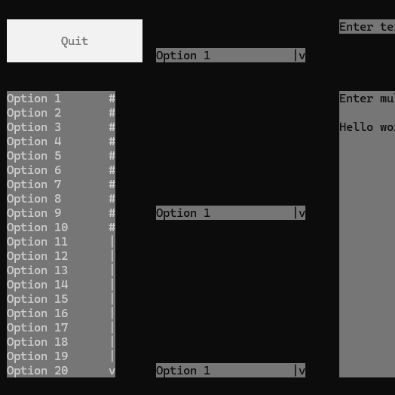 Enter te
Quit
Option 1 |v
Option 1 # Enter mu
Option 2 #
Option 3 # Hello wo
Option 4 #
Option 5 #
Option 6 #
Option 7 #
Option 8 #
Option 9 # Option 1 |v
Option 10 #
Option 11 |
Option 12 |
Option 13 |
Option 14 |
Option 15 |
Option 16 |
Option 17 |
Option 18 |
Option 19 |
Option 20 v Option 1 |v